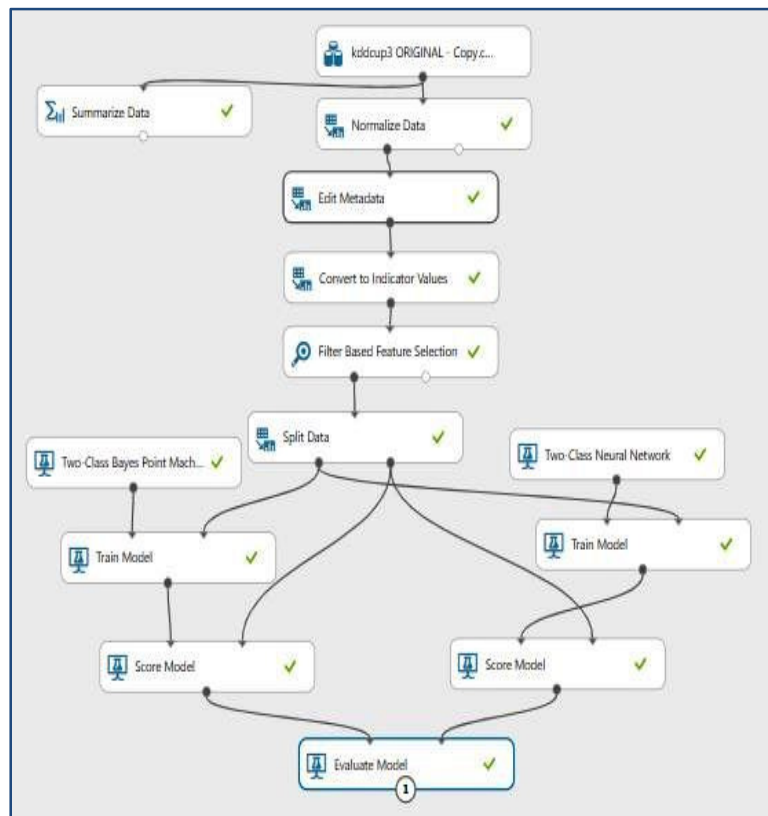 kddcup3 ORIGINAL - Copy.c...
Summarize Data
Normalize Data
Edit Metadata
Convert to Indicator Values
Filter Based Feature Selection
Split Data
Two-Class Bayes Point Mach...
Two-Class Neural Network
Train Model
Train Model
Score Model
Score Model
Evaluate Model
1